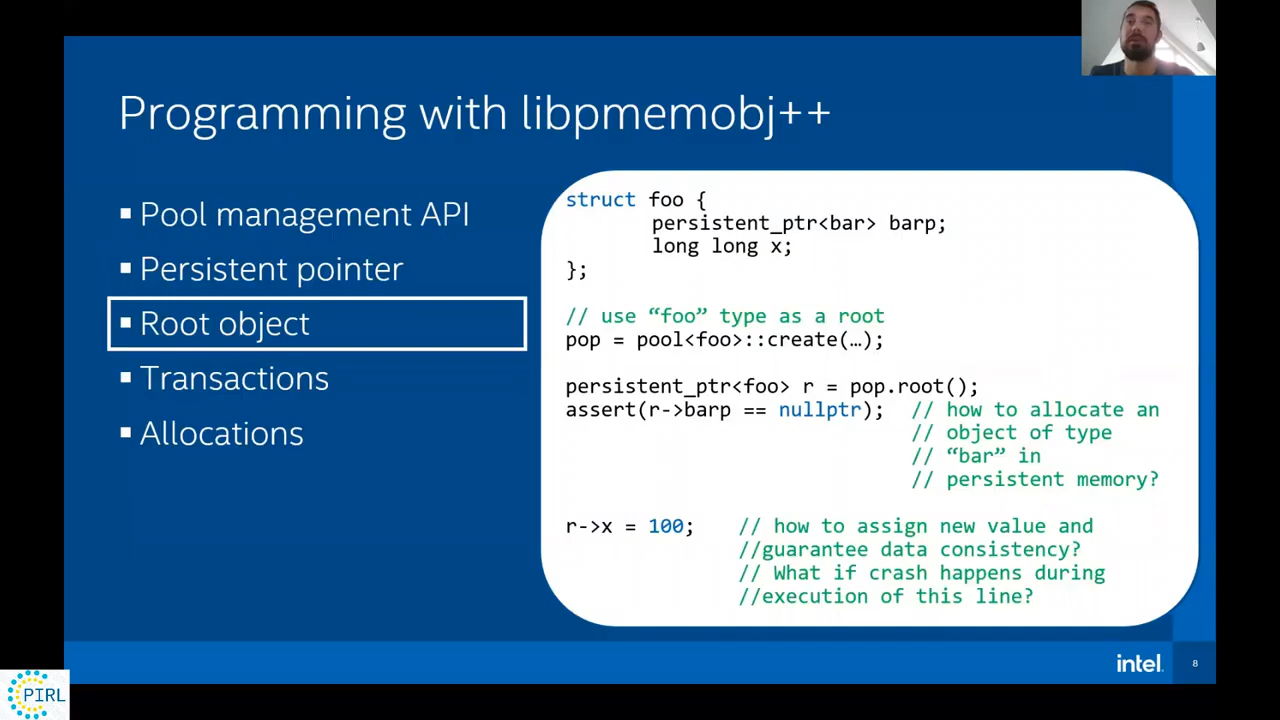 Programming with libpmemobj++
▪ Pool management API
▪ Persistent pointer
▪ Root object
▪ Transactions
▪ Allocations
struct foo {
persistent_ptr<bar> barp;
long long x;
};
// use “foo” type as a root
pop = pool<foo>::create(…);
persistent_ptr<foo> r = pop.root();
assert(r->barp == nullptr); // how to allocate an
// object of type
// “bar” in
// persistent memory?
r->x = 100; // how to assign new value and
//guarantee data consistency?
// What if crash happens during
//execution of this line?
intel.
8
PIRL